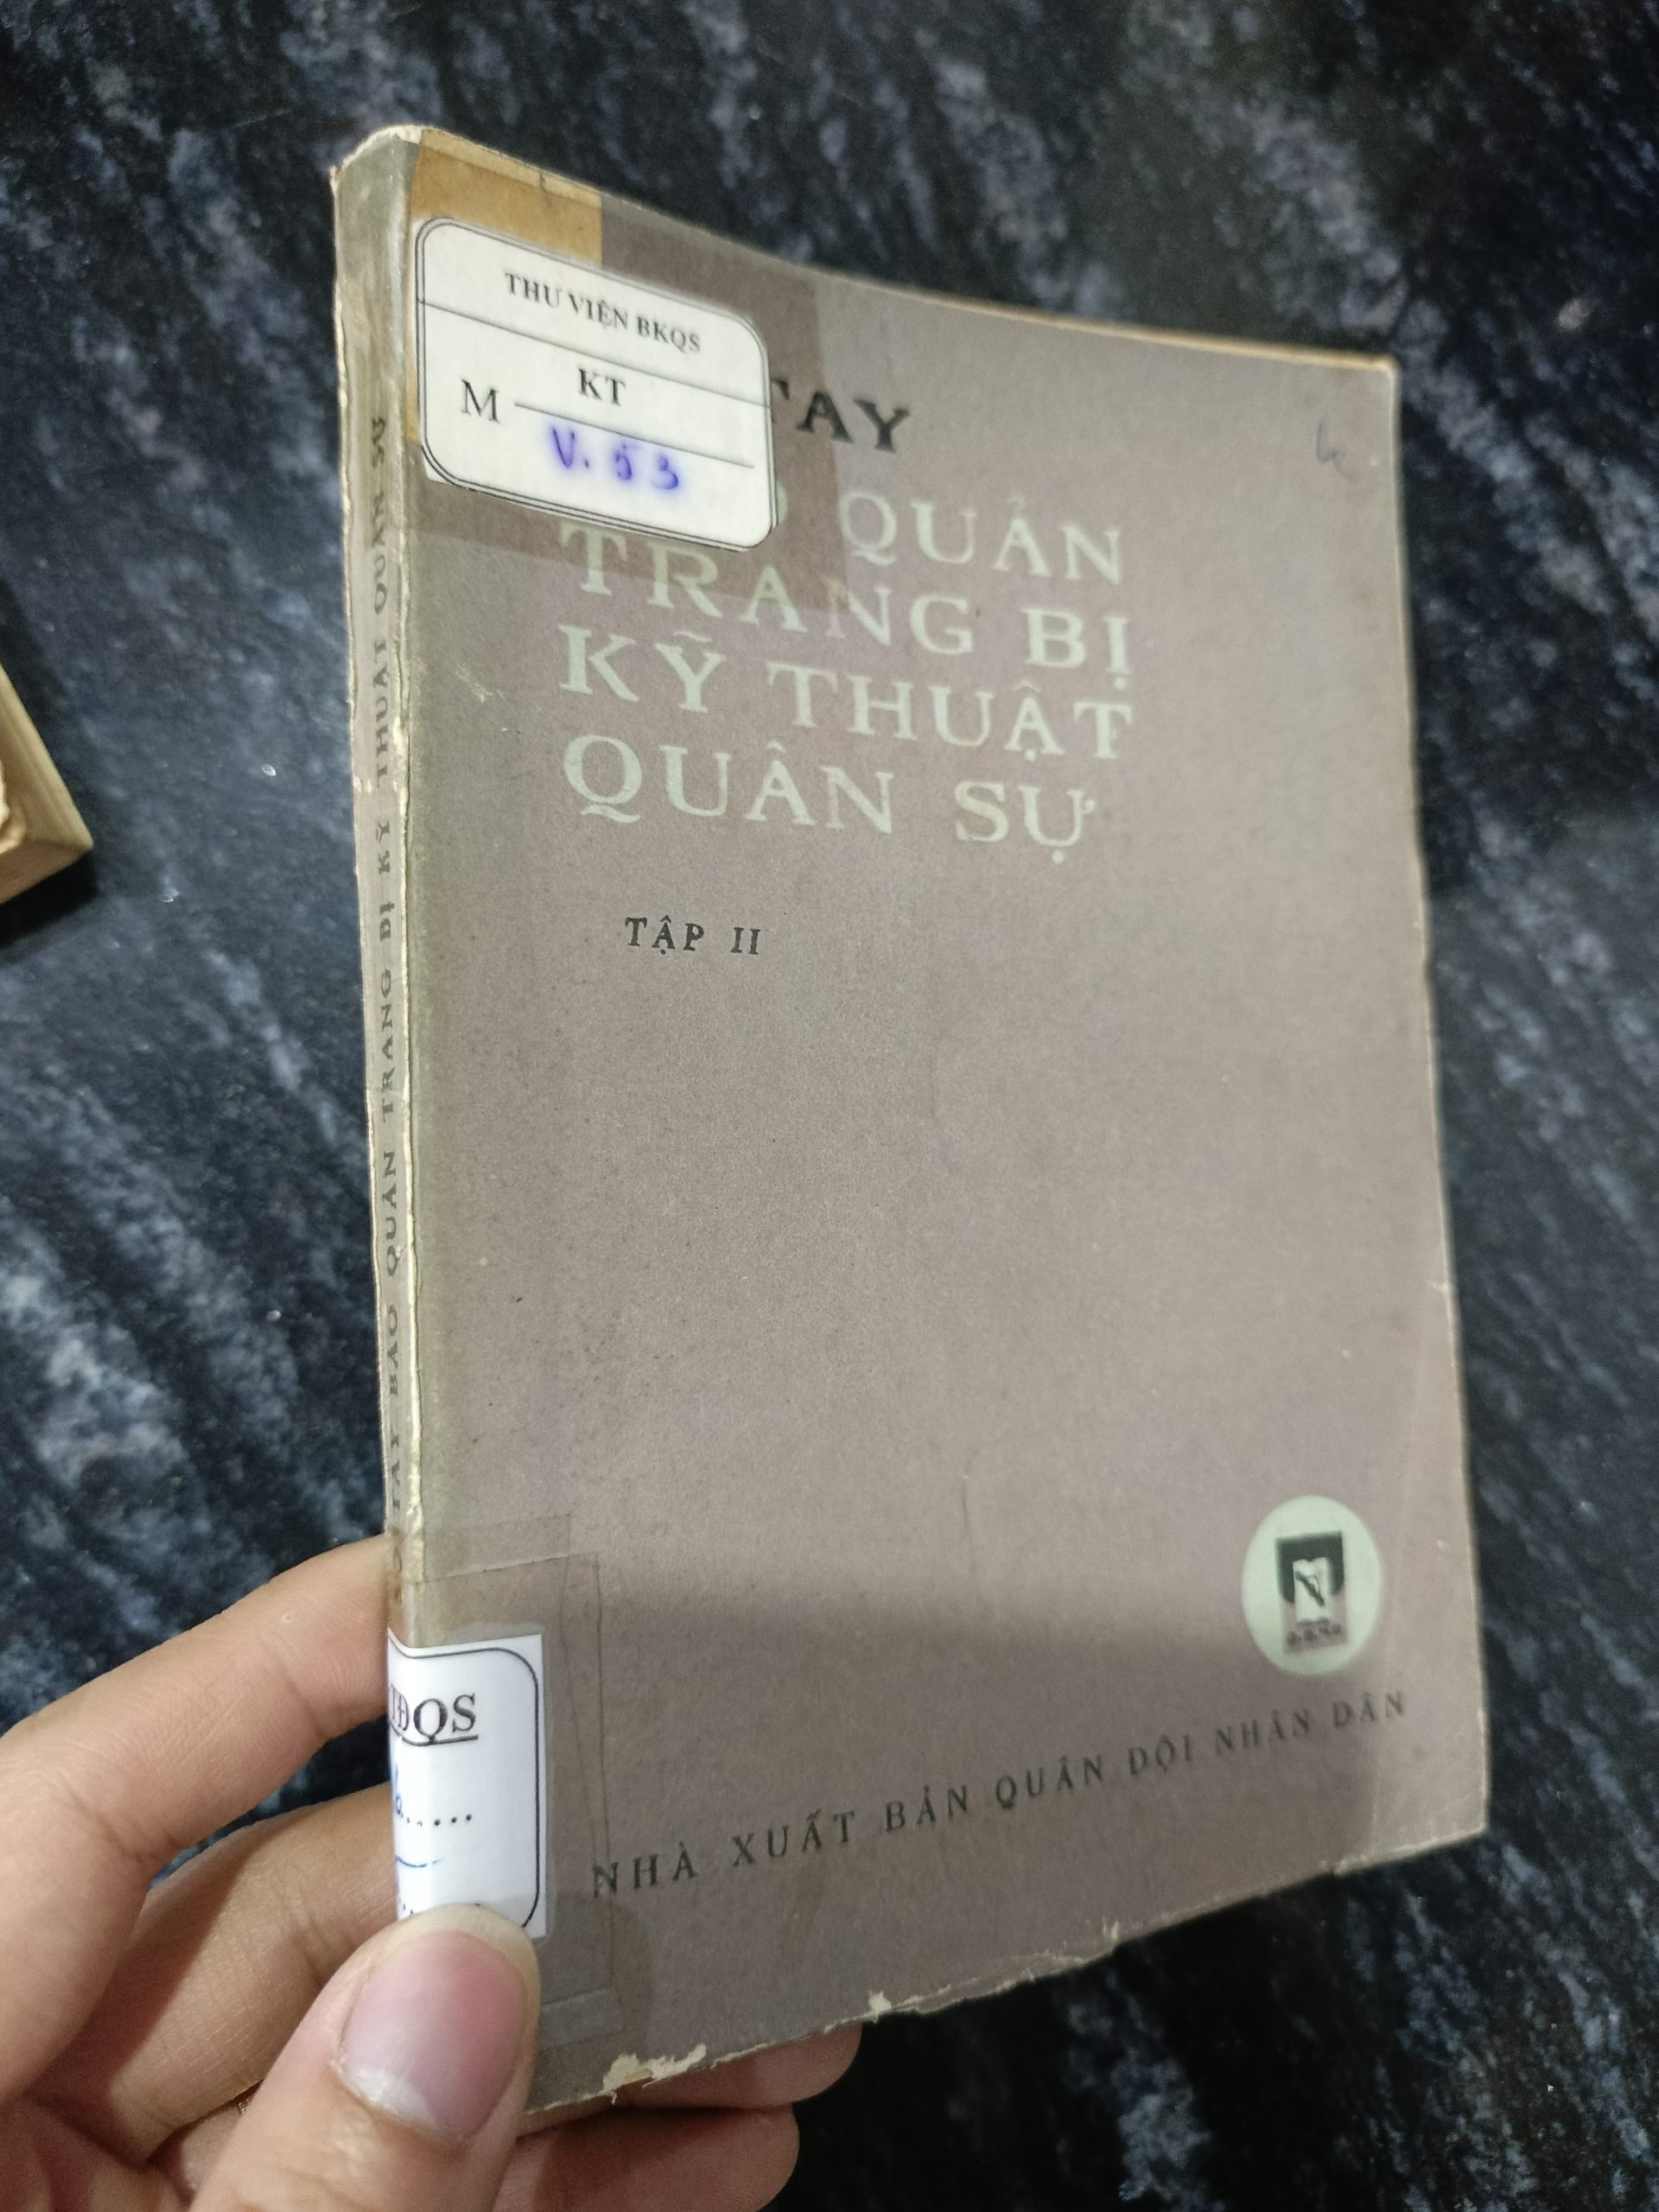 THƯ VIỆN BKQS
KT
M
V.53
TAY
QUẢN
TRANG BỊ
KỸ THUẬT
QUÂN SỰ
TẬP II
NHÀ XUẤT BẢN QUÂN ĐỘI NHÂN DÂN
TAY BẢO QUẢN TRANG BỊ KỸ THUẬT QUÂN SỰ
TĐQS